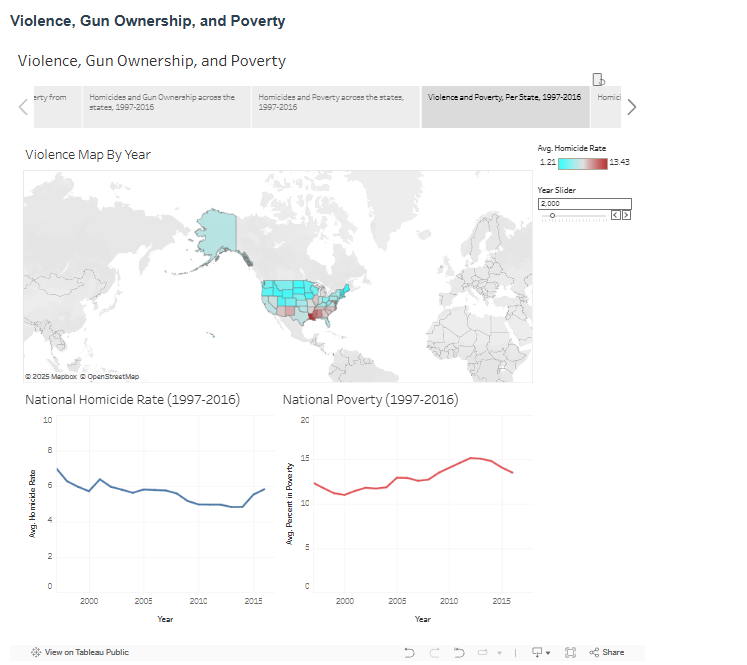 Violence, Gun Ownership, and Poverty
Violence, Gun Ownership, and Poverty
erty from
Homicides and Gun Ownership across the
states, 1997-2016
Homicides and Poverty across the states,
1997-2016
Violence and Poverty, Per State, 1997-2016
Homici
Violence Map By Year
Avg. Homicide Rate
1.21
13.43
Year Slider
2,000
© 2025 Mapbox © OpenStreetMap
National Homicide Rate (1997-2016)
National Poverty (1997-2016)
10
8
6
4
2
0
Avg. Homicide Rate
2000
2005
2010
2015
Year
20
15
10
5
0
Avg. Percent in Poverty
2000
2005
2010
2015
Year
View on Tableau Public
Share